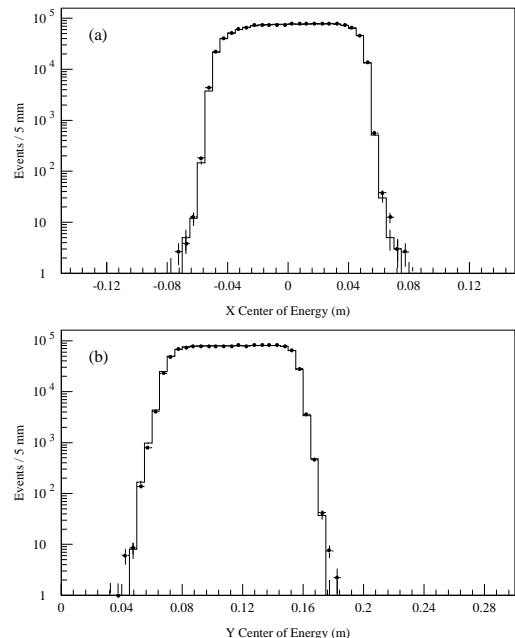 (a)
Events / 5 mm
10^5
10^4
10^3
10^2
10
1
-0.12 -0.08 -0.04 0 0.04 0.08 0.12
X Center of Energy (m)
(b)
Events / 5 mm
10^5
10^4
10^3
10^2
10
1
0 0.04 0.08 0.12 0.16 0.2 0.24 0.28
Y Center of Energy (m)